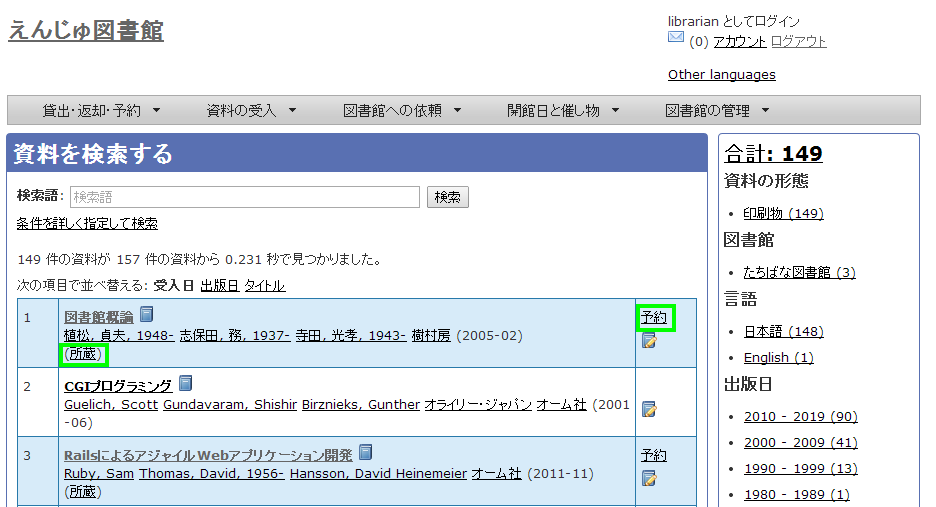 えんじゅ図書館
librarian としてログイン
(0) アカウント ログアウト
Other languages
貸出・返却・予約 資料の受入 図書館への依頼 開館日と催し物 図書館の管理
資料を検索する
検索語: 検索語 検索
条件を詳しく指定して検索
149 件の資料が 157 件の資料から 0.231 秒で見つかりました。
次の項目で並べ替える: 受入日 出版日 タイトル
1 図書館概論 予約
植松, 貞夫, 1948- 志保田, 務, 1937- 寺田, 光孝, 1943- 樹村房 (2005-02)
(所蔵)
2 CGIプログラミング
Guelich, Scott Gundavaram, Shishir Birznieks, Gunther オライリー・ジャパン オーム社 (2001
-06)
3 RailsによるアジャイルWebアプリケーション開発 予約
Ruby, Sam Thomas, David, 1956- Hansson, David Heinemeier オーム社 (2011-11)
(所蔵)
合計: 149
資料の形態
印刷物 (149)
図書館
たちばな図書館 (3)
言語
日本語 (148)
English (1)
出版日
2010 - 2019 (90)
2000 - 2009 (41)
1990 - 1999 (13)
1980 - 1989 (1)